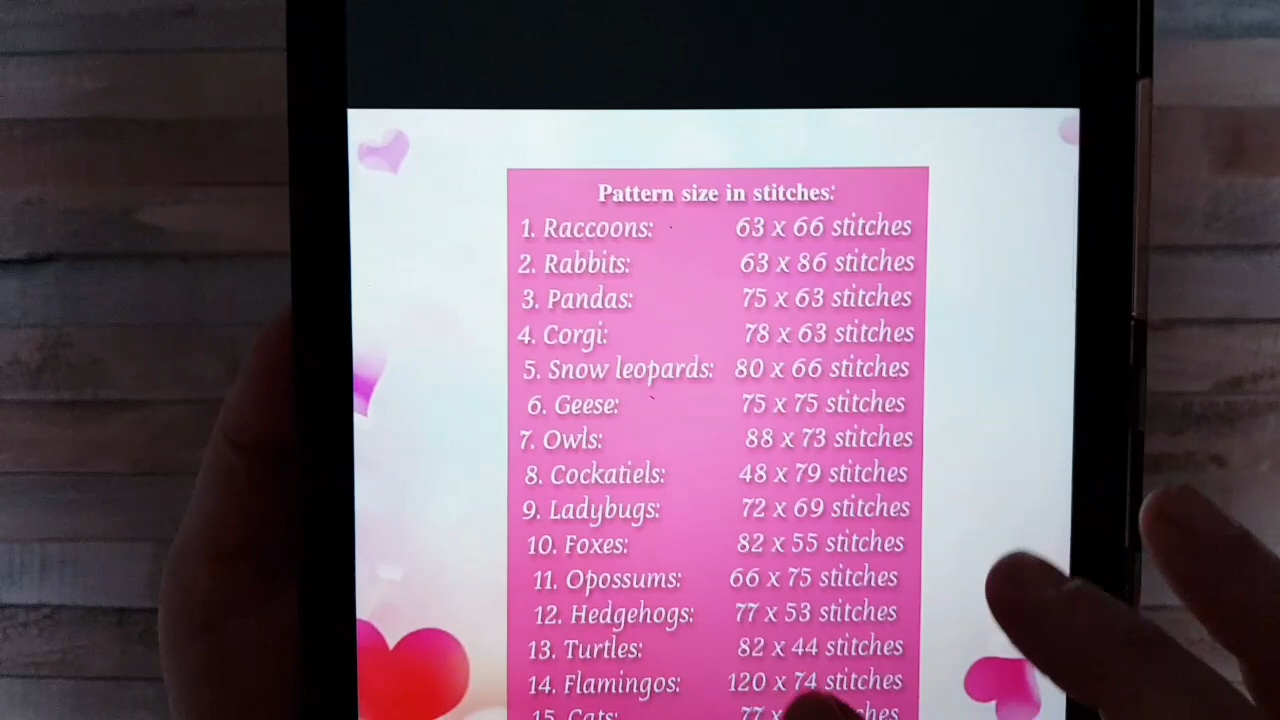 Pattern size in stitches:
1. Raccoons: 63 x 66 stitches
2. Rabbits: 63 x 86 stitches
3. Pandas: 75 x 63 stitches
4. Corgi: 78 x 63 stitches
5. Snow leopards: 80 x 66 stitches
6. Geese: 75 x 75 stitches
7. Owls: 88 x 73 stitches
8. Cockatiels: 48 x 79 stitches
9. Ladybugs: 72 x 69 stitches
10. Foxes: 82 x 55 stitches
11. Opossums: 66 x 75 stitches
12. Hedgehogs: 77 x 53 stitches
13. Turtles: 82 x 44 stitches
14. Flamingos: 120 x 74 stitches
15. Cats: 77 x